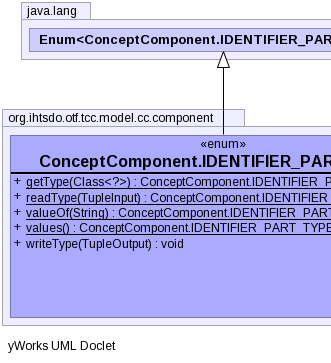 java.lang
Enum<ConceptComponent.IDENTIFIER_PAR
org.ihtsdo.otf.tcc.model.cc.component
«enum»
ConceptComponent.IDENTIFIER_PAR
+ getType(Class<?>) : ConceptComponent.IDENTIFIER_P
+ readType(TupleInput) : ConceptComponent.IDENTIFIER
+ valueOf(String) : ConceptComponent.IDENTIFIER_PART
+ values() : ConceptComponent.IDENTIFIER_PART_TYPE
+ writeType(TupleOutput) : void
yWorks UML Doclet